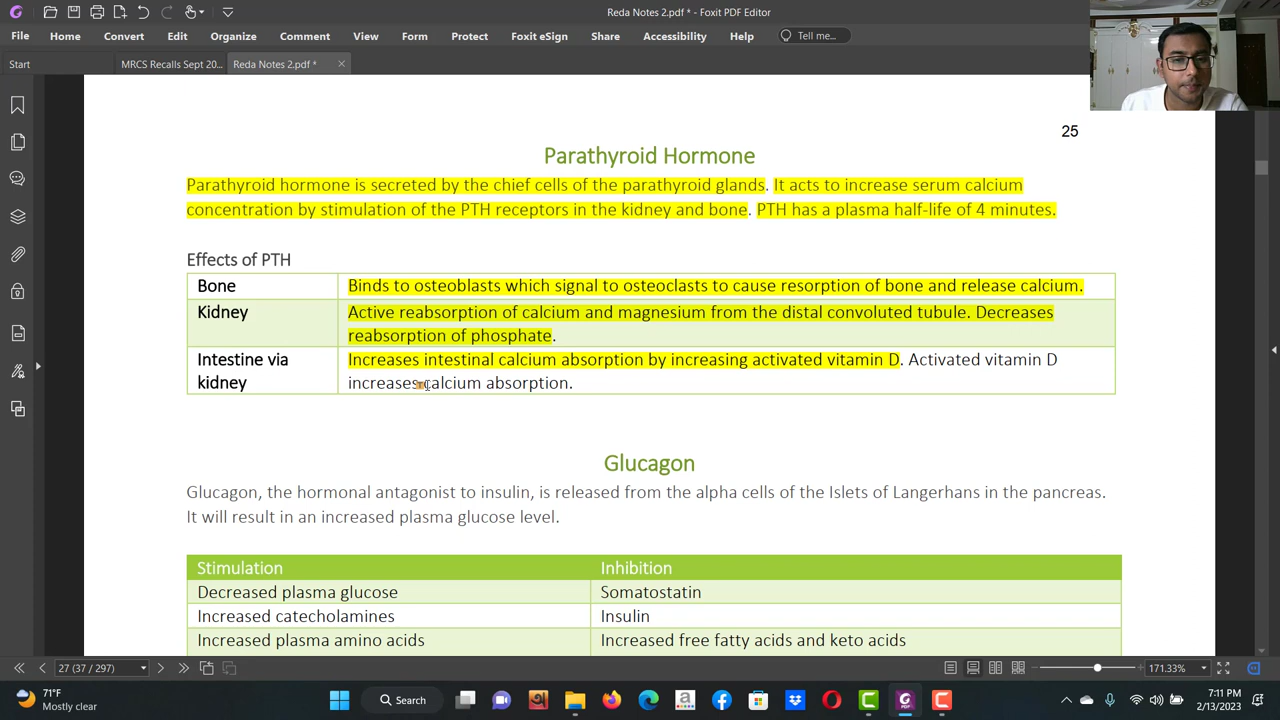 Reda Notes 2.pdf * - Foxit PDF Editor
File Home Convert Edit Organize Comment View Form Protect Foxit eSign Share Accessibility Help Tell me...
Start MRCS Recalls Sept 20... Reda Notes 2.pdf *
25
Parathyroid Hormone
Parathyroid hormone is secreted by the chief cells of the parathyroid glands. It acts to increase serum calcium
concentration by stimulation of the PTH receptors in the kidney and bone. PTH has a plasma half-life of 4 minutes.
Effects of PTH
Bone Binds to osteoblasts which signal to osteoclasts to cause resorption of bone and release calcium.
Kidney Active reabsorption of calcium and magnesium from the distal convoluted tubule. Decreases
reabsorption of phosphate.
Intestine via Increases intestinal calcium absorption by increasing activated vitamin D. Activated vitamin D
kidney increases calcium absorption.
Glucagon
Glucagon, the hormonal antagonist to insulin, is released from the alpha cells of the Islets of Langerhans in the pancreas.
It will result in an increased plasma glucose level.
Stimulation Inhibition
Decreased plasma glucose Somatostatin
Increased catecholamines Insulin
Increased plasma amino acids Increased free fatty acids and keto acids
27 (37 / 297) 171.33%
71°F Search 7:11 PM
Mostly clear 2/13/2023